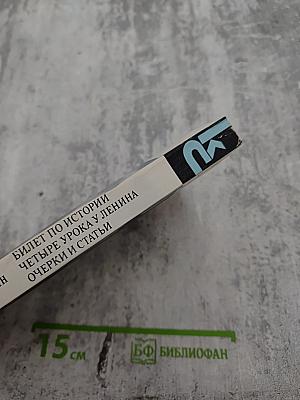 БИЛЕТ ПО ИСТОРИИ
ЧЕТЫРЕ УРОКА У ЛЕНИНА
ОЧЕРКИ И СТАТЬИ
15 см
БФ БИБЛИОФАН